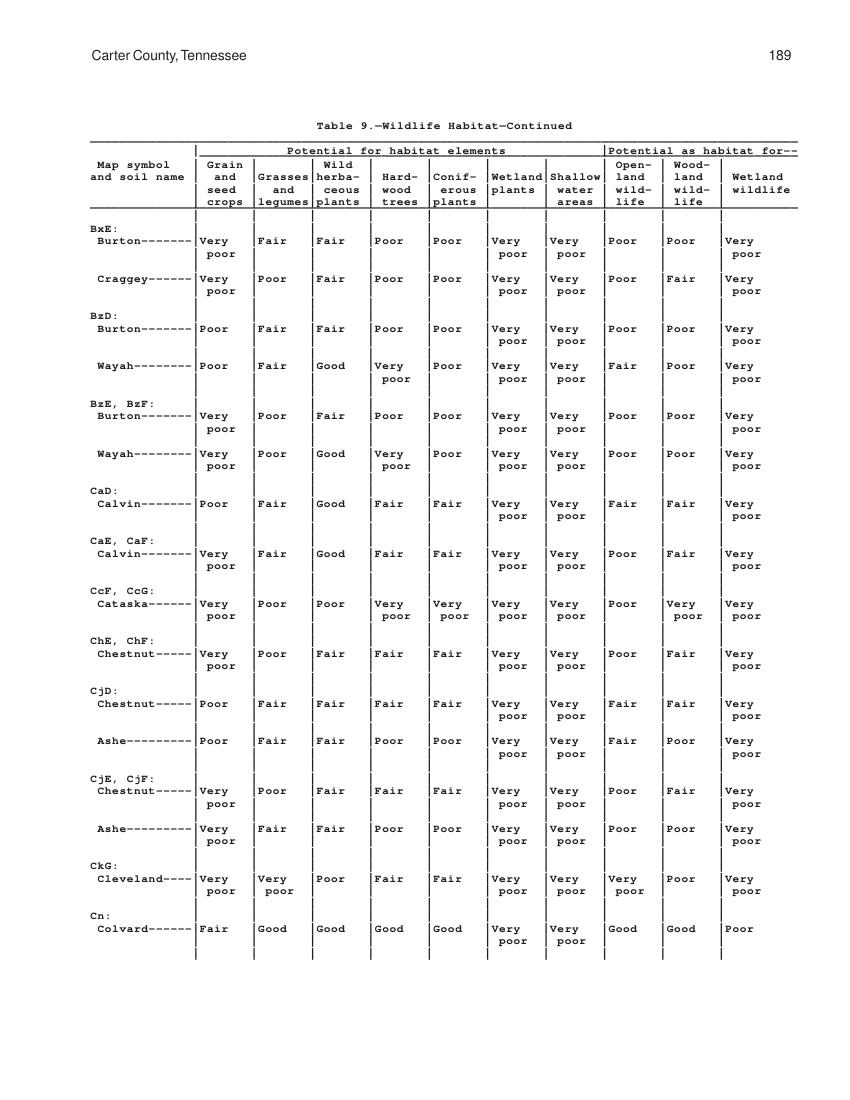 Carter County, Tennessee 189
Table 9.—Wildlife Habitat—Continued
| Potential for habitat elements |Potential as habitat for--
Map symbol | Grain | | Wild | | | | | Open- | Wood- |
and soil name | and |Grasses|herba- | Hard- |Conif- |Wetland|Shallow| land | land | Wetland
| seed | and | ceous | wood | erous |plants | water | wild- | wild- | wildlife
| crops |legumes|plants | trees |plants | | areas | life | life |
BxE:
Burton-------|Very |Fair |Fair |Poor |Poor |Very |Very |Poor |Poor |Very
| poor | | | | | poor | poor | | | poor
Craggey------|Very |Poor |Fair |Poor |Poor |Very |Very |Poor |Fair |Very
| poor | | | | | poor | poor | | | poor
BzD:
Burton-------|Poor |Fair |Fair |Poor |Poor |Very |Very |Poor |Poor |Very
| | | | | | poor | poor | | | poor
Wayah--------|Poor |Fair |Good |Very |Poor |Very |Very |Fair |Poor |Very
| | | | poor | | poor | poor | | | poor
BzE, BzF:
Burton-------|Very |Poor |Fair |Poor |Poor |Very |Very |Poor |Poor |Very
| poor | | | | | poor | poor | | | poor
Wayah--------|Very |Poor |Good |Very |Poor |Very |Very |Poor |Poor |Very
| poor | | | poor | | poor | poor | | | poor
CaD:
Calvin-------|Poor |Fair |Good |Fair |Fair |Very |Very |Fair |Fair |Very
| | | | | | poor | poor | | | poor
CaE, CaF:
Calvin-------|Very |Fair |Good |Fair |Fair |Very |Very |Poor |Fair |Very
| poor | | | | | poor | poor | | | poor
CcF, CcG:
Cataska------|Very |Poor |Poor |Very |Very |Very |Very |Poor |Very |Very
| poor | | | poor | poor | poor | poor | | poor | poor
ChE, ChF:
Chestnut-----|Very |Poor |Fair |Fair |Fair |Very |Very |Poor |Fair |Very
| poor | | | | | poor | poor | | | poor
CjD:
Chestnut-----|Poor |Fair |Fair |Fair |Fair |Very |Very |Fair |Fair |Very
| | | | | | poor | poor | | | poor
Ashe---------|Poor |Fair |Fair |Poor |Poor |Very |Very |Fair |Poor |Very
| | | | | | poor | poor | | | poor
CjE, CjF:
Chestnut-----|Very |Poor |Fair |Fair |Fair |Very |Very |Poor |Fair |Very
| poor | | | | | poor | poor | | | poor
Ashe---------|Very |Fair |Fair |Poor |Poor |Very |Very |Poor |Poor |Very
| poor | | | | | poor | poor | | | poor
CkG:
Cleveland----|Very |Very |Poor |Fair |Fair |Very |Very |Very |Poor |Very
| poor | poor | | | | poor | poor | poor | | poor
Cn:
Colvard------|Fair |Good |Good |Good |Good |Very |Very |Good |Good |Poor
| | | | | | poor | poor | | |